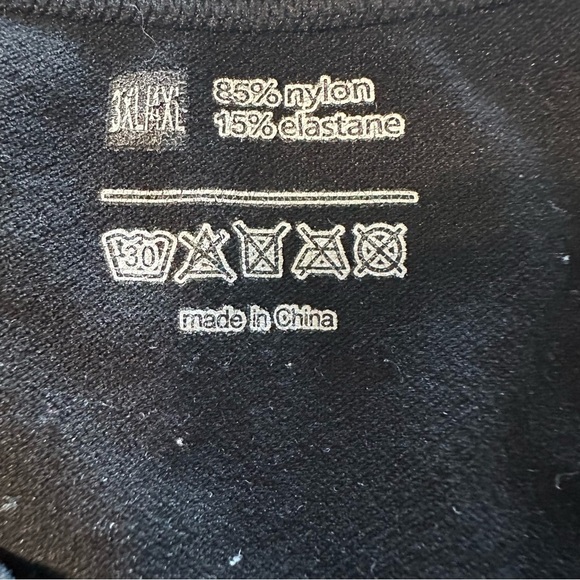 3XL/4XL
85% nylon
15% elastane
30
made in China